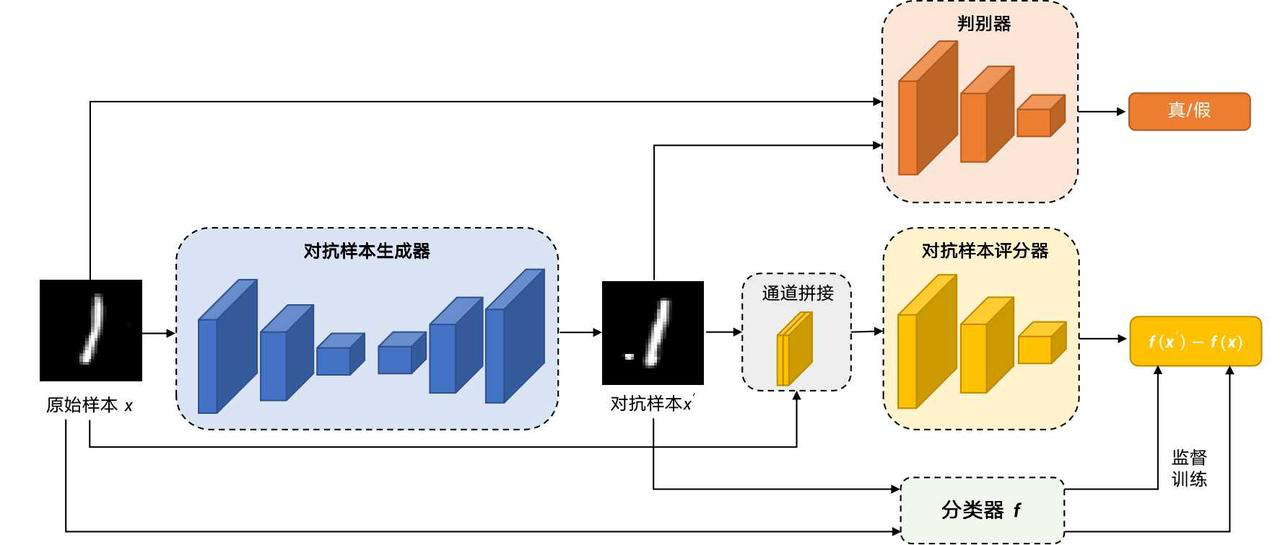 判别器
真/假
对抗样本生成器
对抗样本评分器
通道拼接
f(x′) − f(x)
原始样本 x
对抗样本x′
监督
训练
分类器 f